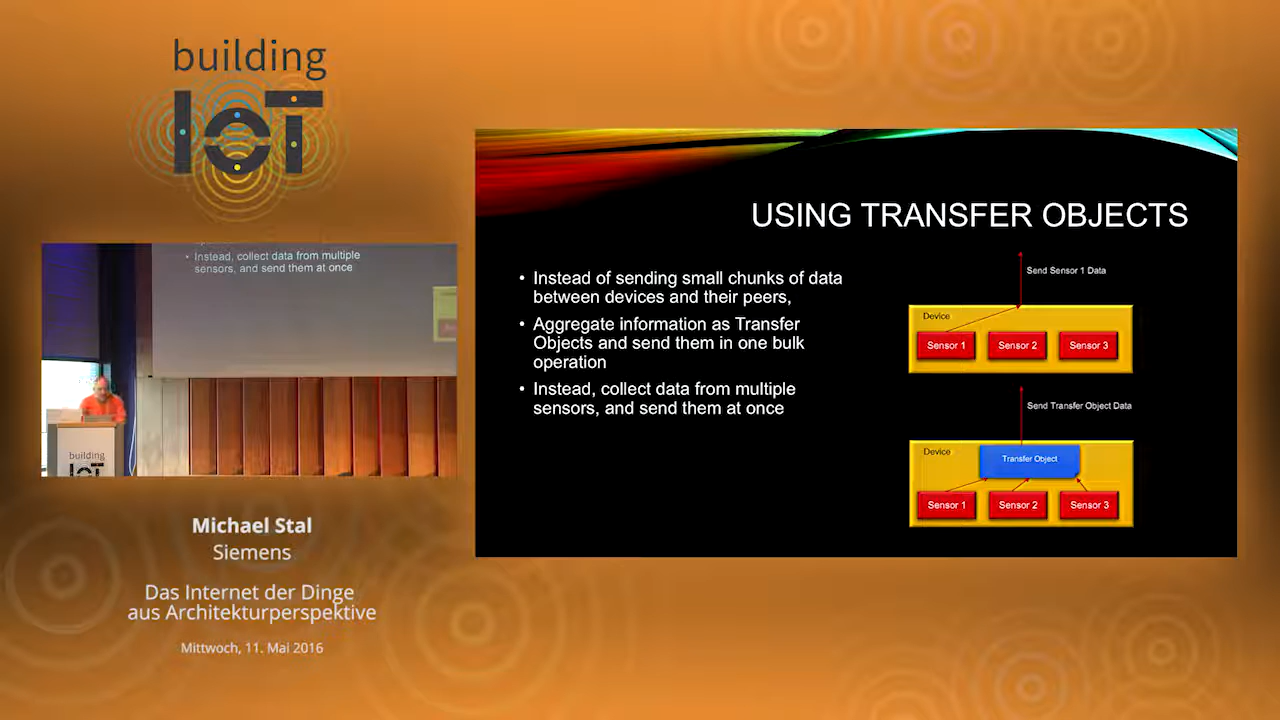 building
IoT
Instead, collect data from multiple
sensors, and send them at once
building
IoT
Michael Stal
Siemens
Das Internet der Dinge
aus Architekturperspektive
Mittwoch, 11. Mai 2016
USING TRANSFER OBJECTS
• Instead of sending small chunks of data
between devices and their peers,
• Aggregate information as Transfer
Objects and send them in one bulk
operation
• Instead, collect data from multiple
sensors, and send them at once
Send Sensor 1 Data
Device
Sensor 1 Sensor 2 Sensor 3
Send Transfer Object Data
Device
Transfer Object
Sensor 1 Sensor 2 Sensor 3